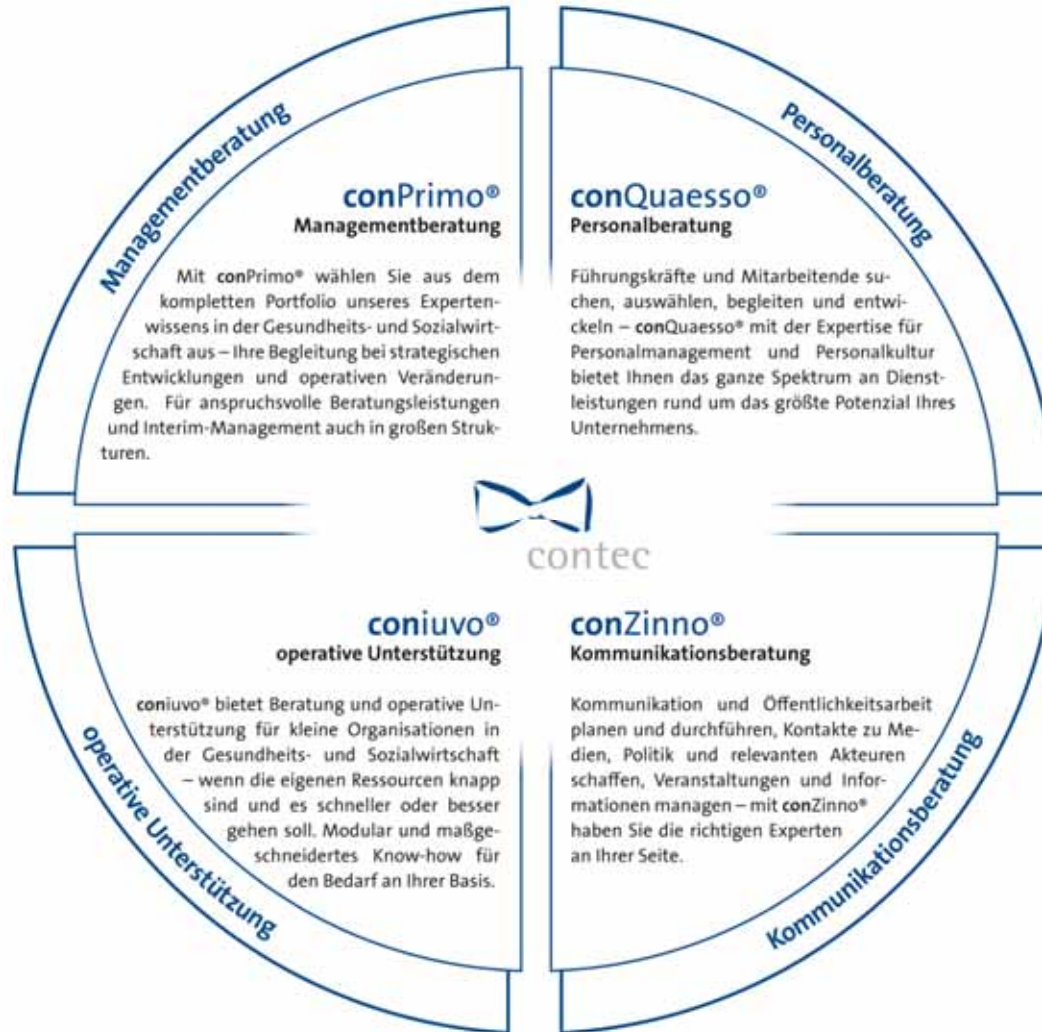 Managementberatung
conPrimo®
Managementberatung
Mit conPrimo® wählen Sie aus dem
kompletten Portfolio unseres Experten-
wissens in der Gesundheits- und Sozialwirt-
schaft aus – Ihre Begleitung bei strategischen
Entwicklungen und operativen Veränderun-
gen. Für anspruchsvolle Beratungsleistungen
und Interim-Management auch in großen Struk-
turen.
Personalberatung
conQuaesso®
Personalberatung
Führungskräfte und Mitarbeitende su-
chen, auswählen, begleiten und entwi-
ckeln – conQuaesso® mit der Expertise für
Personalmanagement und Personalkultur
bietet Ihnen das ganze Spektrum an Dienst-
leistungen rund um das größte Potenzial Ihres
Unternehmens.
contec
operative Unterstützung
coniuvo®
operative Unterstützung
coniuvo® bietet Beratung und operative Un-
terstützung für kleine Organisationen in
der Gesundheits- und Sozialwirtschaft
– wenn die eigenen Ressourcen knapp
sind und es schneller oder besser
gehen soll. Modular und maßge-
schneidertes Know-how für
den Bedarf an Ihrer Basis.
conZinno®
Kommunikationsberatung
Kommunikation und Öffentlichkeitsarbeit
planen und durchführen, Kontakte zu Me-
dien, Politik und relevanten Akteuren
schaffen, Veranstaltungen und Infor-
mationen managen – mit conZinno®
haben Sie die richtigen Experten
an Ihrer Seite.
Kommunikationsberatung